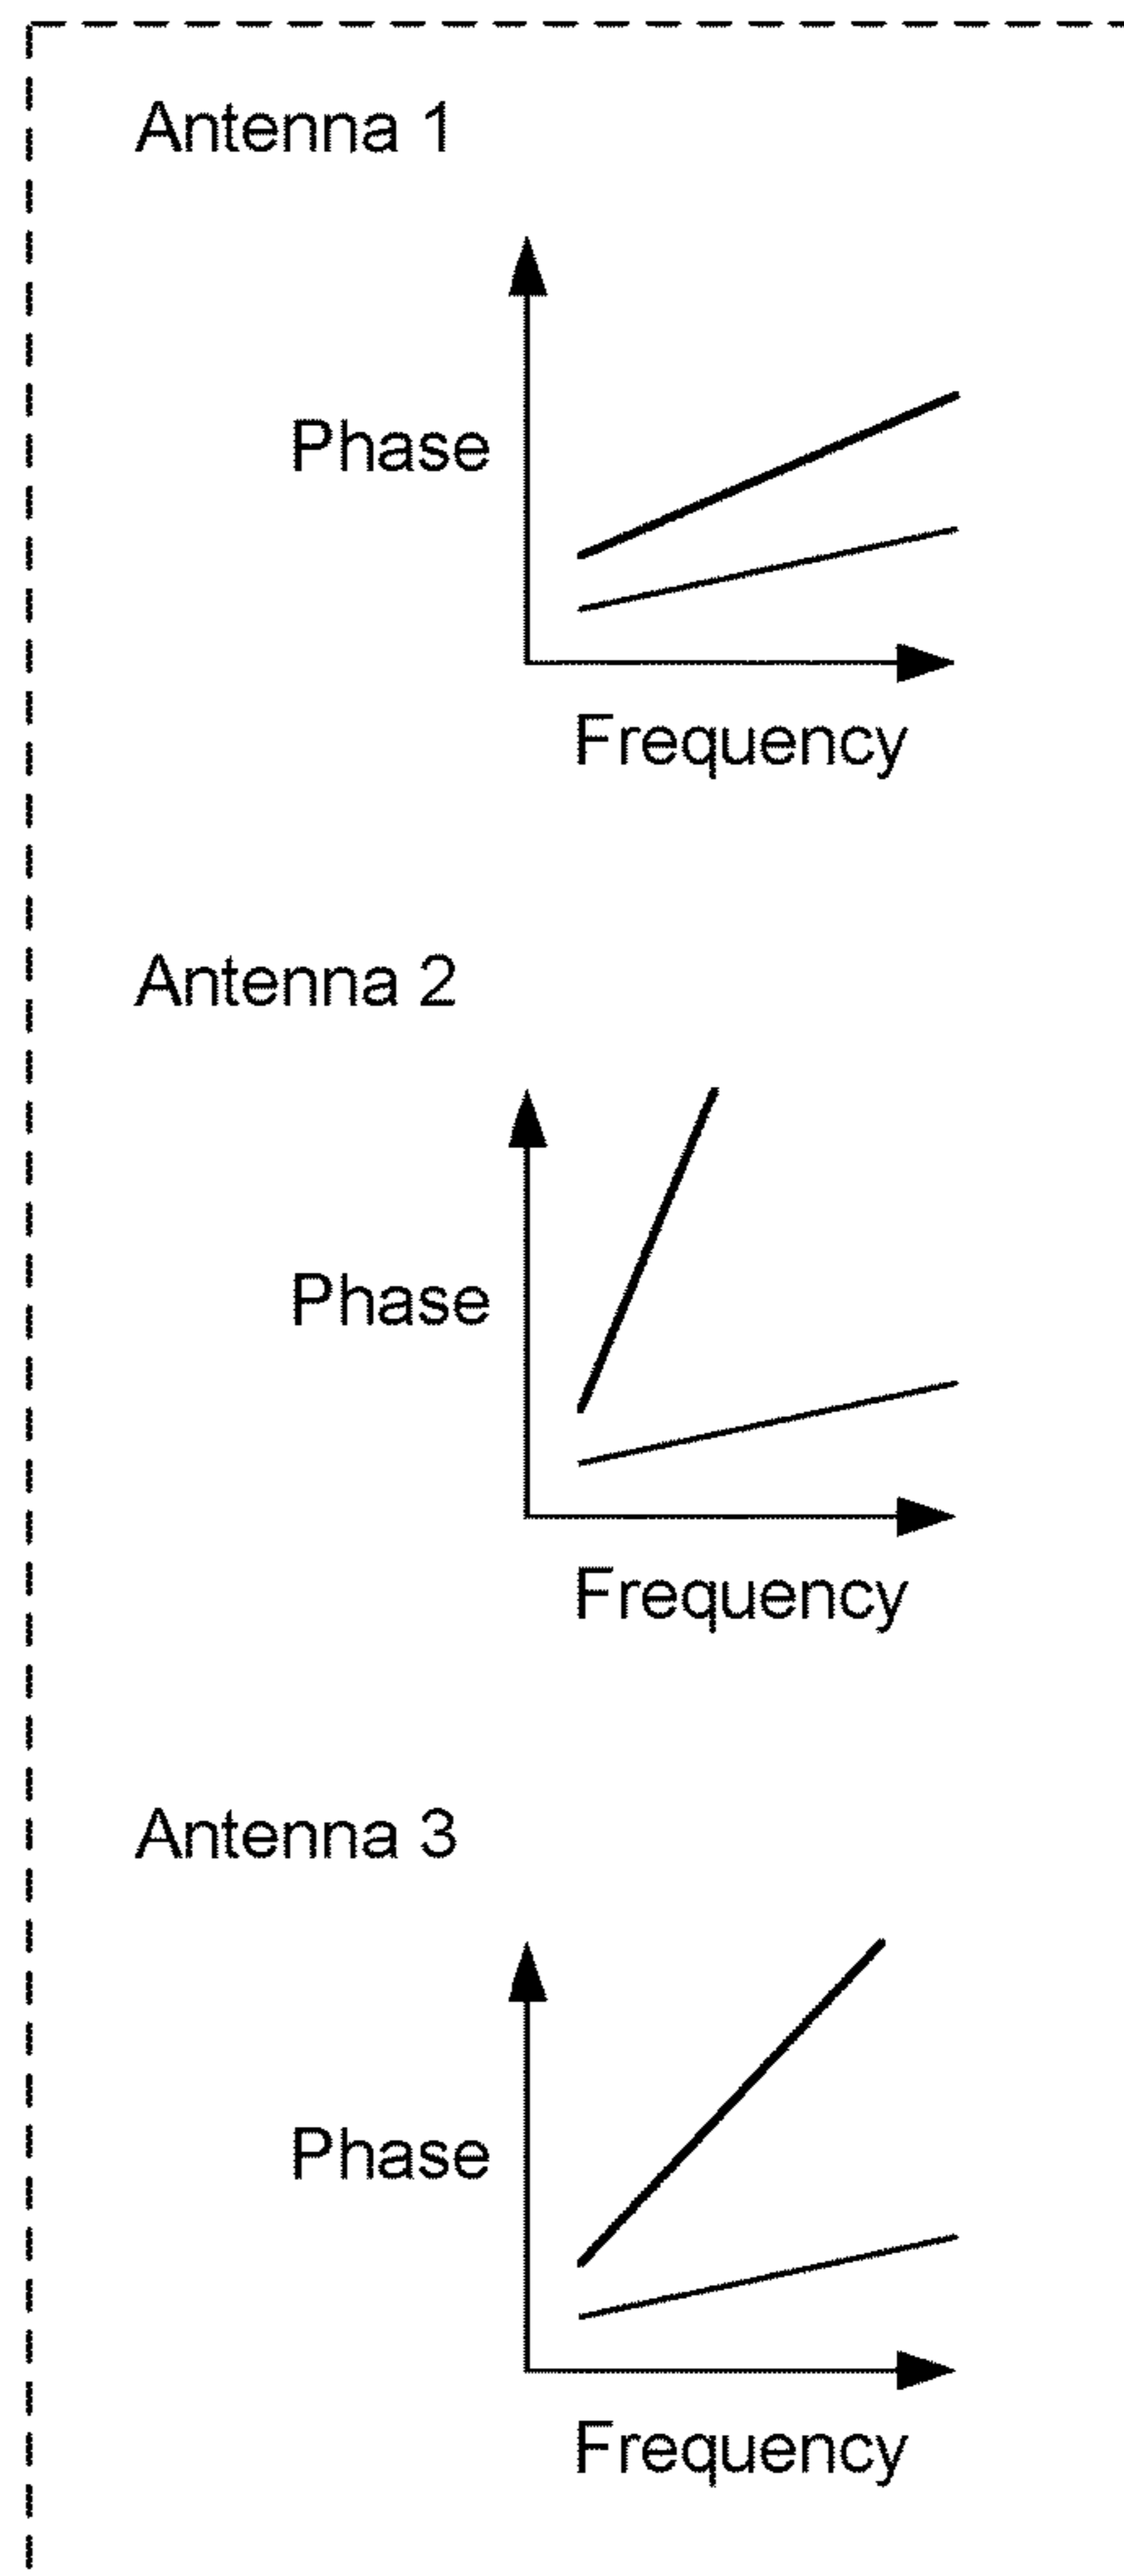 Antenna 1
Phase
Frequency
Antenna 2
Phase
Frequency
Antenna 3
Phase
Frequency